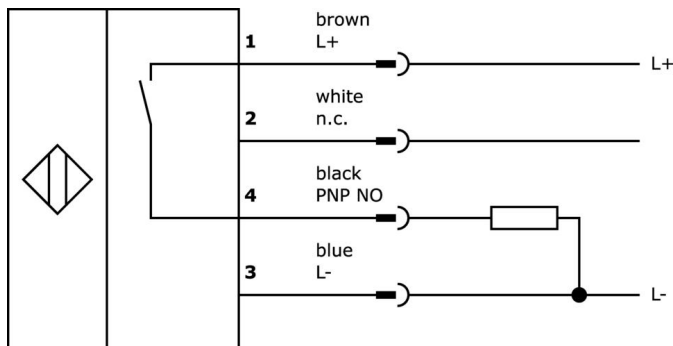 brown
1 L+ L+
white
2 n.c.
black
4 PNP NO
blue
3 L- L-